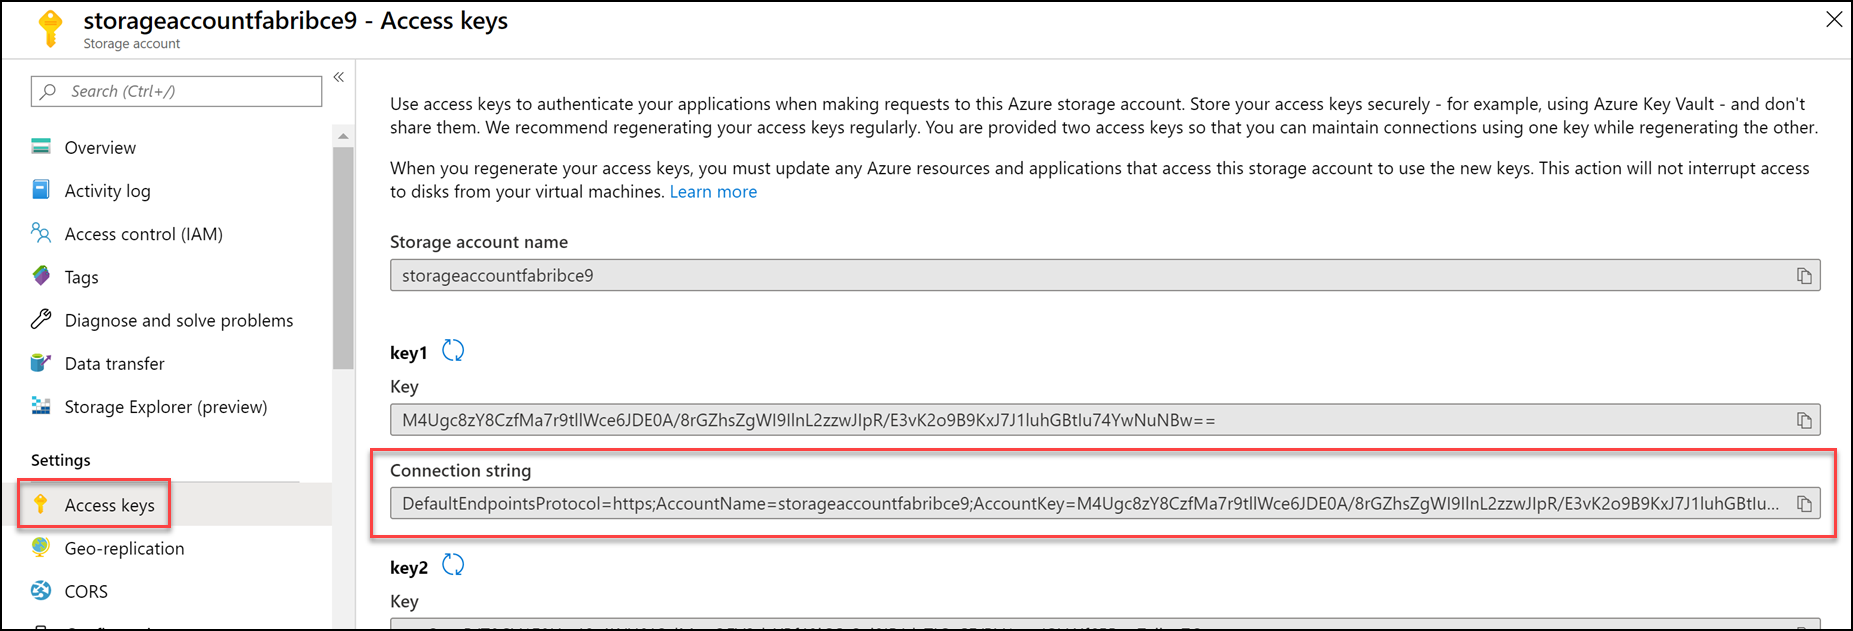 storageaccountfabribce9 - Access keys
Storage account
Search (Ctrl+/)
«
Overview
Activity log
Access control (IAM)
Tags
Diagnose and solve problems
Data transfer
Storage Explorer (preview)
Settings
Access keys
Geo-replication
CORS
Use access keys to authenticate your applications when making requests to this Azure storage account. Store your access keys securely - for example, using Azure Key Vault - and don't
share them. We recommend regenerating your access keys regularly. You are provided two access keys so that you can maintain connections using one key while regenerating the other.
When you regenerate your access keys, you must update any Azure resources and applications that access this storage account to use the new keys. This action will not interrupt access
to disks from your virtual machines. Learn more
Storage account name
storageaccountfabribce9
key1
Key
M4Ugc8zY8CzfMa7r9tllWce6JDE0A/8rGZhsZgWI9IlnL2zzwJIpR/E3vK2o9B9KxJ7J1luhGBtIu74YwNuNBw==
Connection string
DefaultEndpointsProtocol=https;AccountName=storageaccountfabribce9;AccountKey=M4Ugc8zY8CzfMa7r9tllWce6JDE0A/8rGZhsZgWI9IlnL2zzwJIpR/E3vK2o9B9KxJ7J1luhGBtIu...
key2
Key